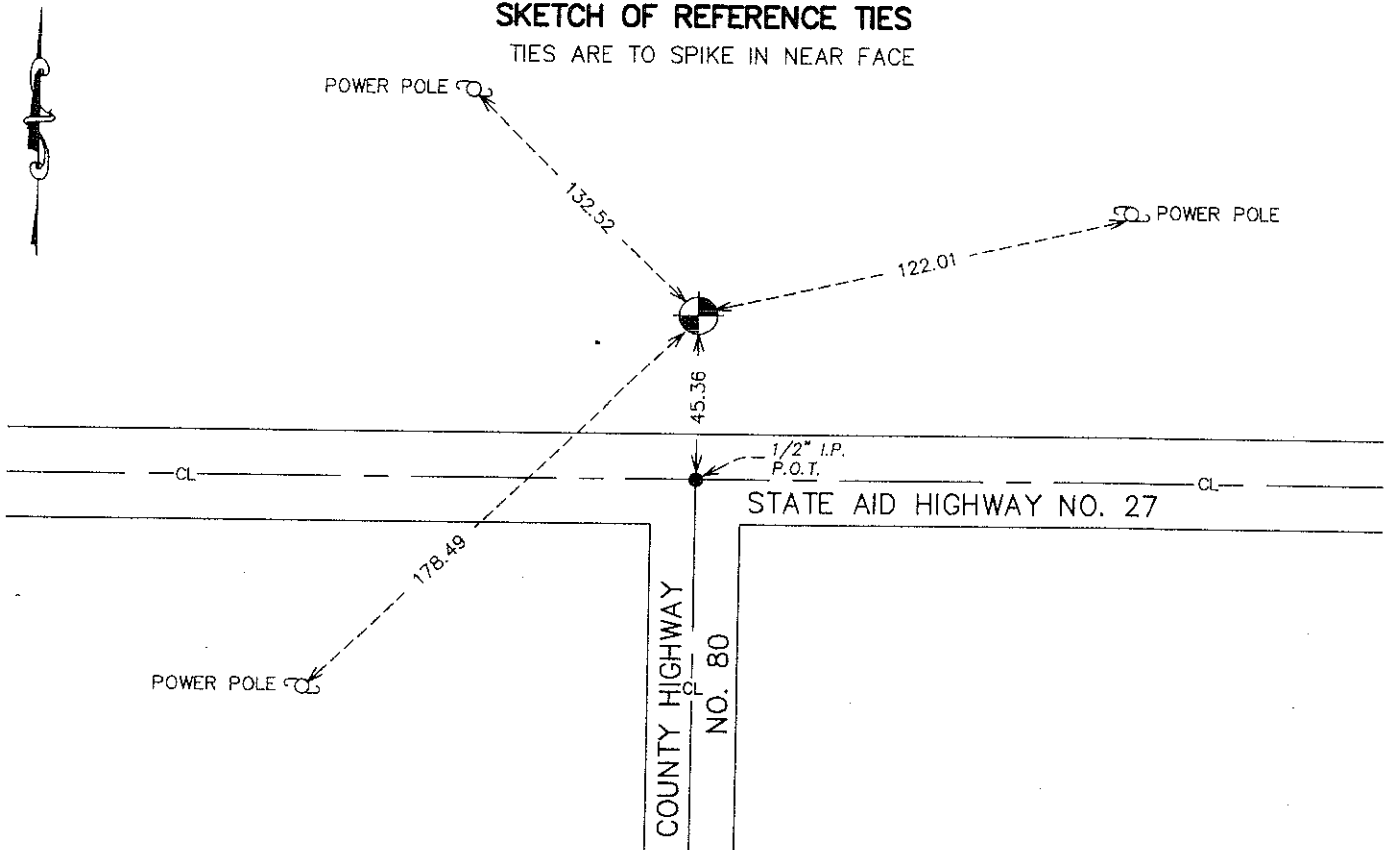 SKETCH OF REFERENCE TIES
TIES ARE TO SPIKE IN NEAR FACE
POWER POLE
132.52
POWER POLE
122.01
45.36
1/2" I.P.
P.O.T.
CL
CL
STATE AID HIGHWAY NO. 27
178.49
POWER POLE
COUNTY HIGHWAY
CL
NO. 80